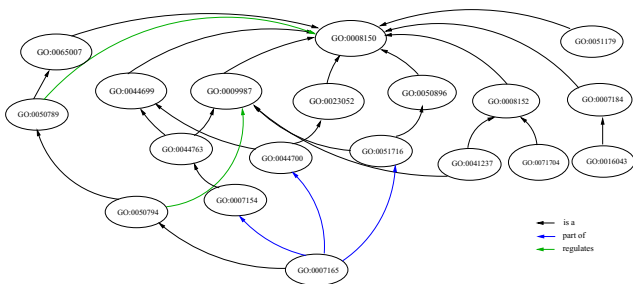 GO:0065007
GO:0008150
GO:0051179
GO:0044699
GO:0009987
GO:0023052
GO:0050896
GO:0008152
GO:0007184
GO:0050789
GO:0044763
GO:0044700
GO:0051716
GO:0041237
GO:0071704
GO:0016043
GO:0050794
GO:0007154
GO:0007165
is a
part of
regulates